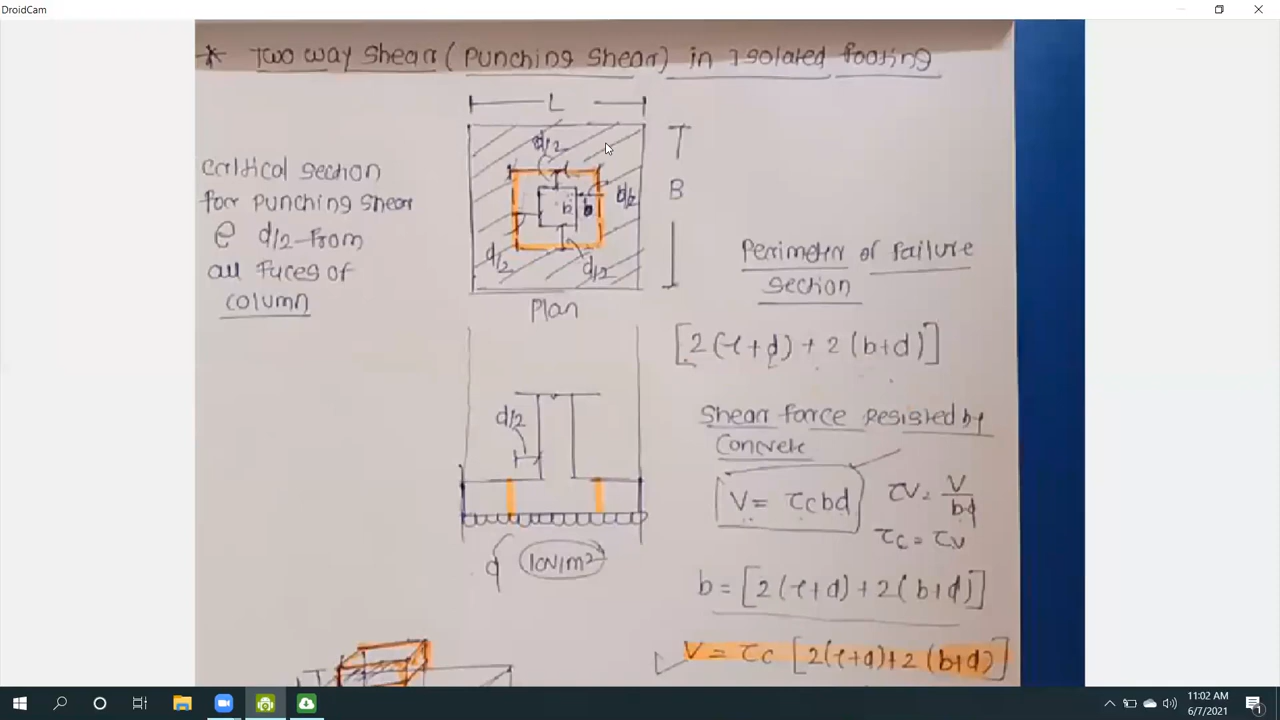 DroidCam
* Two way shear (Punching shear) in Isolated footing
L
d/2
critical section
for punching shear
@ d/2 from
all faces of
column
b
b
d/2
B
d/2
d/2
Plan
Perimeter of failure
section
[2(l+d) + 2(b+d)]
d/2
Shear force Resisted by
Concrete
V = τcbd
τv = V/bd
τc = τv
q
kN/m²
b = [2(l+d) + 2(b+d)]
V = τc [2(l+d)+2(b+d)]
11:02 AM
6/7/2021
1